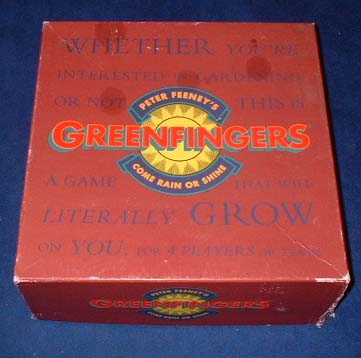 WHETHER YOU'RE
INTERESTED IN GARDENING
OR NOT THIS IS
PETER FEENEY'S
GREENFINGERS
COME RAIN OR SHINE
A GAME THAT WILL
LITERALLY GROW
ON YOU. FOR 4 PLAYERS OR TEAMS
PETER FEENEY'S
GREENFINGERS
COME RAIN OR SHINE